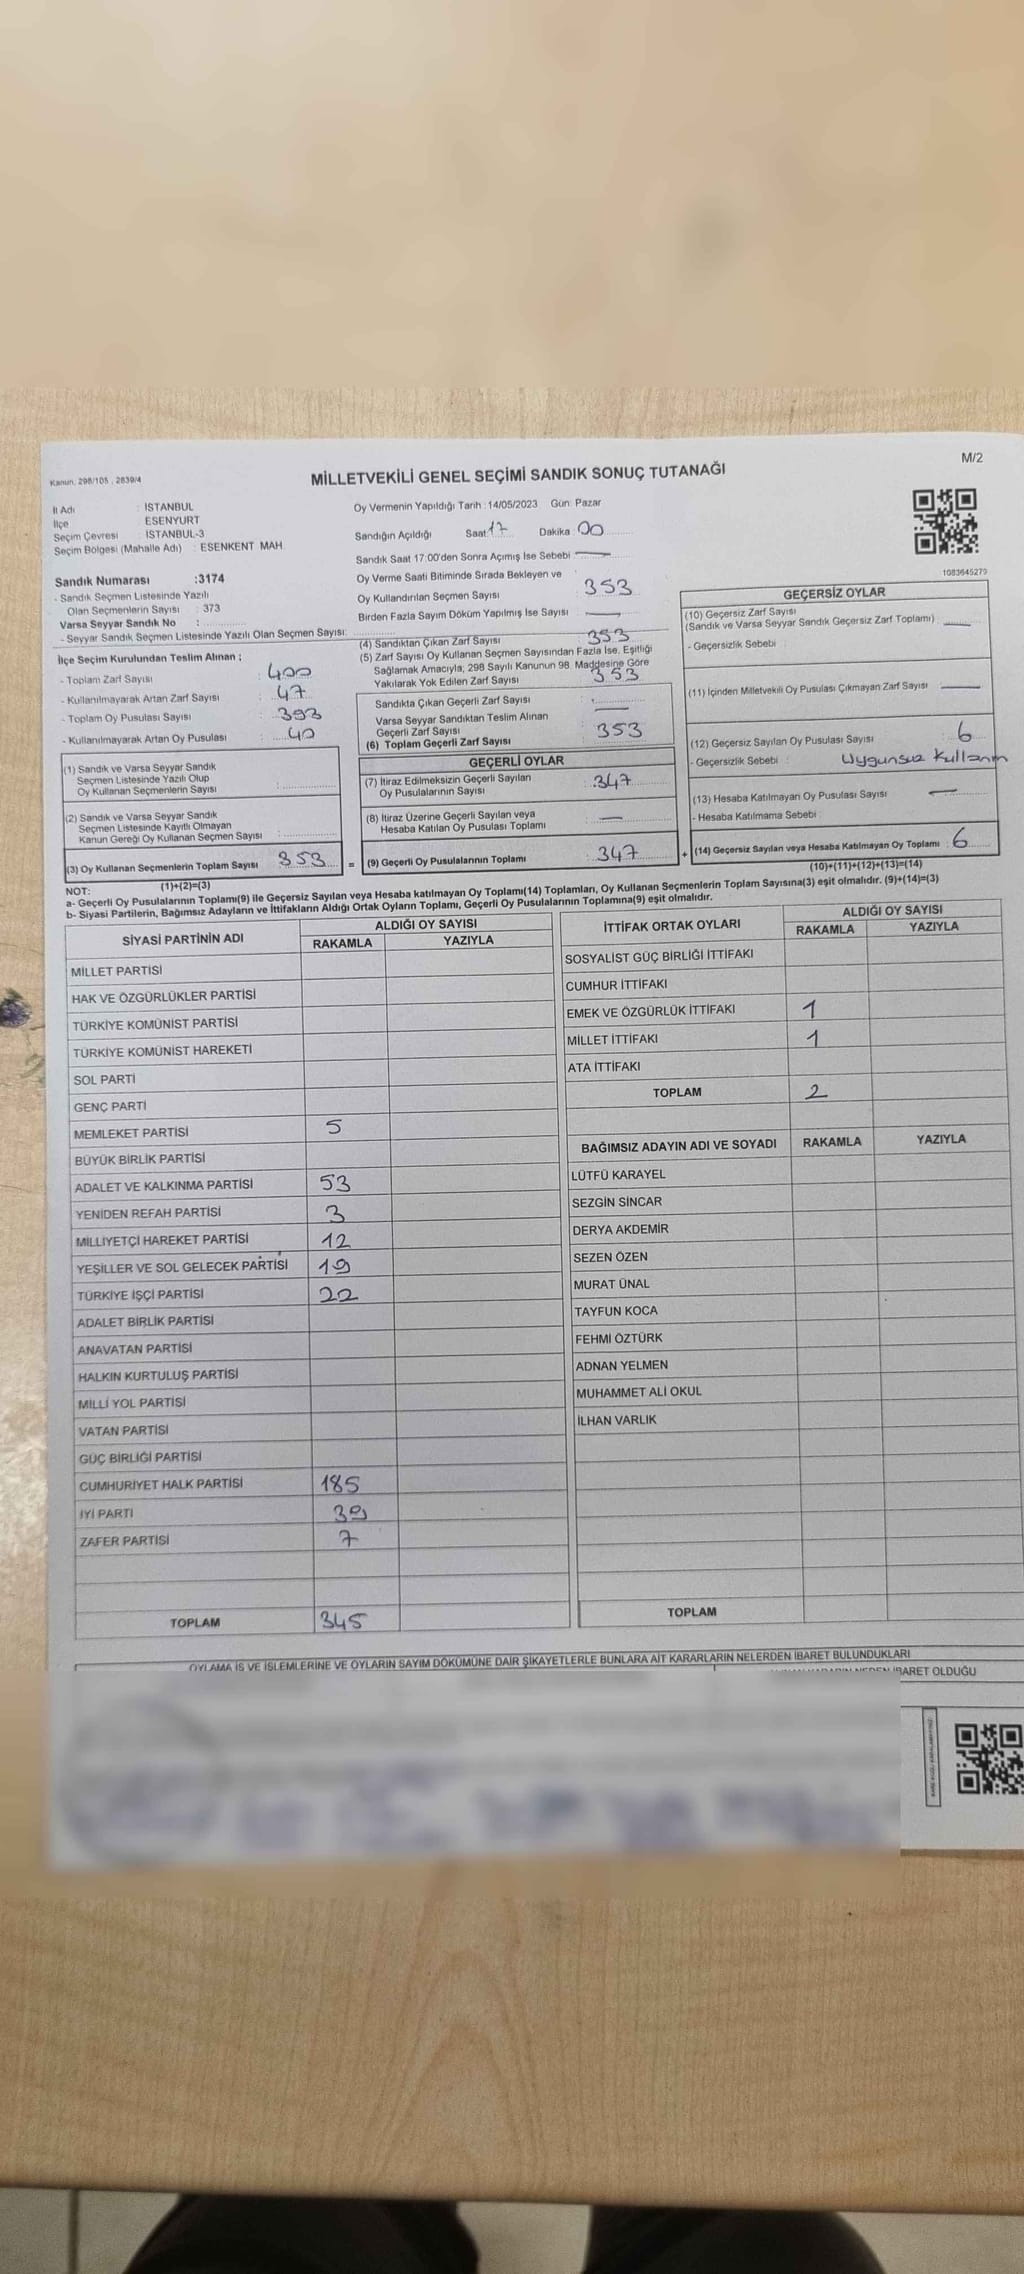 Kanun. 298/105 , 2839/4
M/2
MİLLETVEKİLİ GENEL SEÇİMİ SANDIK SONUÇ TUTANAĞI
İl Adı : İSTANBUL
İlçe : ESENYURT
Seçim Çevresi : İSTANBUL-3
Seçim Bölgesi (Mahalle Adı) : ESENKENT MAH.
Sandık Numarası :3174
- Sandık Seçmen Listesinde Yazılı
Olan Seçmenlerin Sayısı : 373
Varsa Seyyar Sandık No :
- Seyyar Sandık Seçmen Listesinde Yazılı Olan Seçmen Sayısı:
İlçe Seçim Kurulundan Teslim Alınan ;
- Toplam Zarf Sayısı : 400
- Kullanılmayarak Artan Zarf Sayısı : 47
- Toplam Oy Pusulası Sayısı : 393
- Kullanılmayarak Artan Oy Pusulası : 40
(1) Sandık ve Varsa Seyyar Sandık
Seçmen Listesinde Yazılı Olup
Oy Kullanan Seçmenlerin Sayısı :
(2) Sandık ve Varsa Seyyar Sandık
Seçmen Listesinde Kayıtlı Olmayan
Kanun Gereği Oy Kullanan Seçmen Sayısı :
(3) Oy Kullanan Seçmenlerin Toplam Sayısı : 353 =
(1)+(2)=(3)
Oy Vermenin Yapıldığı Tarih : 14/05/2023 Gün: Pazar
Sandığın Açıldığı Saat 17 Dakika 00
Sandık Saat 17:00'den Sonra Açımış İse Sebebi —
Oy Verme Saati Bitiminde Sırada Bekleyen ve
Oy Kullandırılan Seçmen Sayısı : 353
Birden Fazla Sayım Döküm Yapılmış İse Sayısı : —
(4) Sandıktan Çıkan Zarf Sayısı : 353
(5) Zarf Sayısı Oy Kullanan Seçmen Sayısından Fazla İse, Eşitliği
Sağlamak Amacıyla, 298 Sayılı Kanunun 98. Maddesine Göre
Yakılarak Yok Edilen Zarf Sayısı : 353
Sandıkta Çıkan Geçerli Zarf Sayısı : —
Varsa Seyyar Sandıktan Teslim Alınan
Geçerli Zarf Sayısı
(6) Toplam Geçerli Zarf Sayısı : 353
GEÇERLİ OYLAR
(7) İtiraz Edilmeksizin Geçerli Sayılan
Oy Pusulalarının Sayısı : 347
(8) İtiraz Üzerine Geçerli Sayılan veya
Hesaba Katılan Oy Pusulası Toplamı : —
(9) Geçerli Oy Pusulalarının Toplamı : 347 +
1083645279
GEÇERSİZ OYLAR
(10) Geçersiz Zarf Sayısı
(Sandık ve Varsa Seyyar Sandık Geçersiz Zarf Toplamı) : —
- Geçersizlik Sebebi :
(11) İçinden Milletvekili Oy Pusulası Çıkmayan Zarf Sayısı : —
(12) Geçersiz Sayılan Oy Pusulası Sayısı : 6
- Geçersizlik Sebebi : Uygunsuz kullanım
(13) Hesaba Katılmayan Oy Pusulası Sayısı : —
- Hesaba Katılmama Sebebi :
(14) Geçersiz Sayılan veya Hesaba Katılmayan Oy Toplamı : 6
(10)+(11)+(12)+(13)=(14)
NOT:
a- Geçerli Oy Pusulalarının Toplamı(9) ile Geçersiz Sayılan veya Hesaba katılmayan Oy Toplamı(14) Toplamları, Oy Kullanan Seçmenlerin Toplam Sayısına(3) eşit olmalıdır. (9)+(14)=(3)
b- Siyasi Partilerin, Bağımsız Adayların ve İttifakların Aldığı Ortak Oyların Toplamı, Geçerli Oy Pusulalarının Toplamına(9) eşit olmalıdır.
SİYASİ PARTİNİN ADI ALDIĞI OY SAYISI
RAKAMLA YAZIYLA
MİLLET PARTİSİ
HAK VE ÖZGÜRLÜKLER PARTİSİ
TÜRKİYE KOMÜNİST PARTİSİ
TÜRKİYE KOMÜNİST HAREKETİ
SOL PARTİ
GENÇ PARTİ
MEMLEKET PARTİSİ 5
BÜYÜK BİRLİK PARTİSİ
ADALET VE KALKINMA PARTİSİ 53
YENİDEN REFAH PARTİSİ 3
MİLLİYETÇİ HAREKET PARTİSİ 12
YEŞİLLER VE SOL GELECEK PARTİSİ 19
TÜRKİYE İŞÇİ PARTİSİ 22
ADALET BİRLİK PARTİSİ
ANAVATAN PARTİSİ
HALKIN KURTULUŞ PARTİSİ
MİLLİ YOL PARTİSİ
VATAN PARTİSİ
GÜÇ BİRLİĞİ PARTİSİ
CUMHURİYET HALK PARTİSİ 185
İYİ PARTİ 39
ZAFER PARTİSİ 7
TOPLAM 345
İTTİFAK ORTAK OYLARI ALDIĞI OY SAYISI
RAKAMLA YAZIYLA
SOSYALİST GÜÇ BİRLİĞİ İTTİFAKI
CUMHUR İTTİFAKI
EMEK VE ÖZGÜRLÜK İTTİFAKI 1
MİLLET İTTİFAKI 1
ATA İTTİFAKI
TOPLAM 2
BAĞIMSIZ ADAYIN ADI VE SOYADI RAKAMLA YAZIYLA
LÜTFÜ KARAYEL
SEZGİN SİNCAR
DERYA AKDEMİR
SEZEN ÖZEN
MURAT ÜNAL
TAYFUN KOCA
FEHMİ ÖZTÜRK
ADNAN YELMEN
MUHAMMET ALİ OKUL
İLHAN VARLIK
TOPLAM
OYLAMA İŞ VE İŞLEMLERİNE VE OYLARIN SAYIM DÖKÜMÜNE DAİR ŞİKAYETLERLE BUNLARA AİT KARARLARIN NELERDEN İBARET BULUNDUKLARI
İBARET OLDUĞU